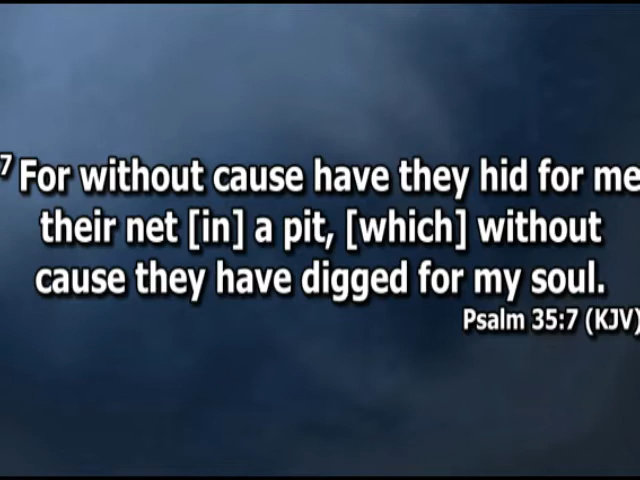 7 For without cause have they hid for me
their net [in] a pit, [which] without
cause they have digged for my soul.
Psalm 35:7 (KJV)